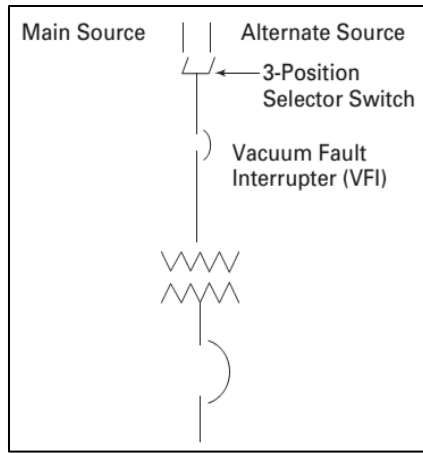 Main Source
Alternate Source
3-Position
Selector Switch
Vacuum Fault
Interrupter (VFI)